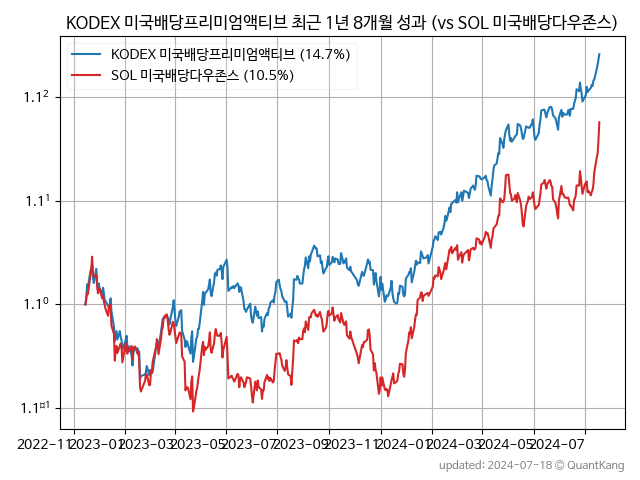 KODEX 미국배당프리미엄액티브 최근 1년 8개월 성과 (vs SOL 미국배당다우존스)
KODEX 미국배당프리미엄액티브 (14.7%)
SOL 미국배당다우존스 (10.5%)
1.1²
1.1¹
1.1⁰
1.1¤¹
2022-11 2023-01 2023-03 2023-05 2023-07 2023-09 2023-11 2024-01 2024-03 2024-05 2024-07
updated: 2024-07-18 © QuantKang